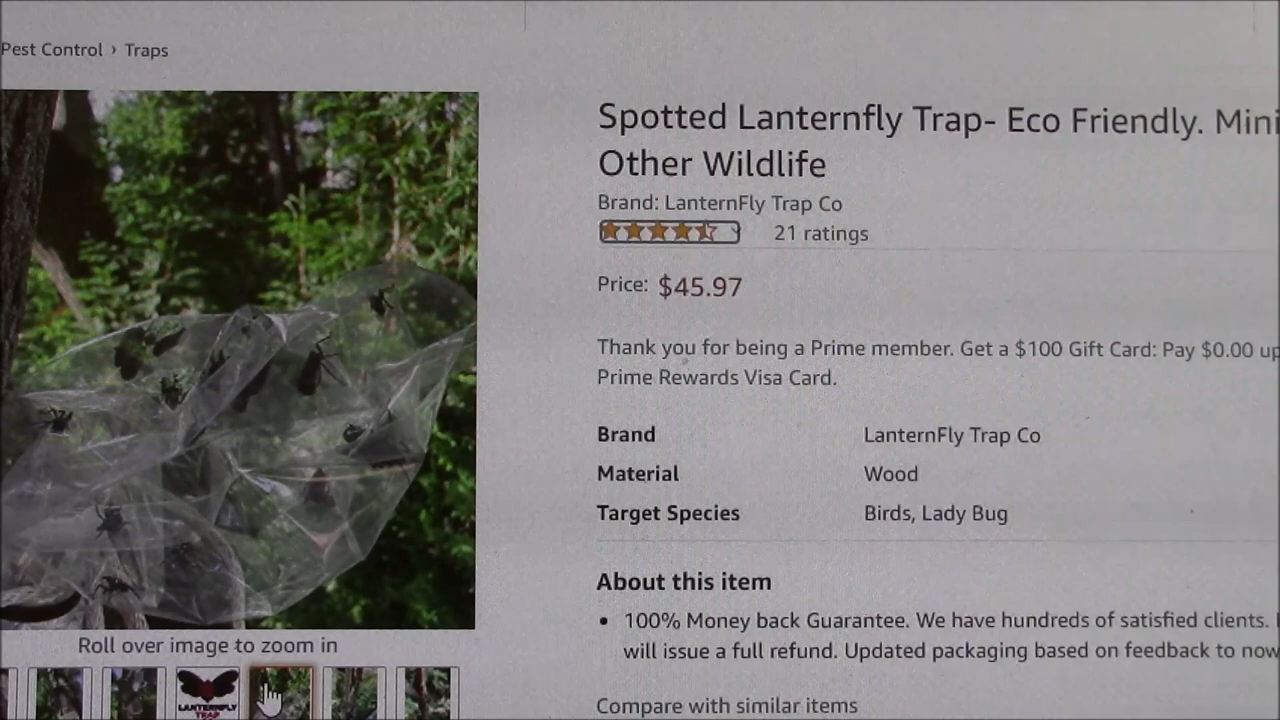 Pest Control › Traps
Spotted Lanternfly Trap- Eco Friendly. Mini
Other Wildlife
Brand: LanternFly Trap Co
21 ratings
Price: $45.97
Thank you for being a Prime member. Get a $100 Gift Card: Pay $0.00 up
Prime Rewards Visa Card.
Brand LanternFly Trap Co
Material Wood
Target Species Birds, Lady Bug
About this item
• 100% Money back Guarantee. We have hundreds of satisfied clients.
will issue a full refund. Updated packaging based on feedback to now
Roll over image to zoom in
LANTERNFLY
TRAP
Compare with similar items